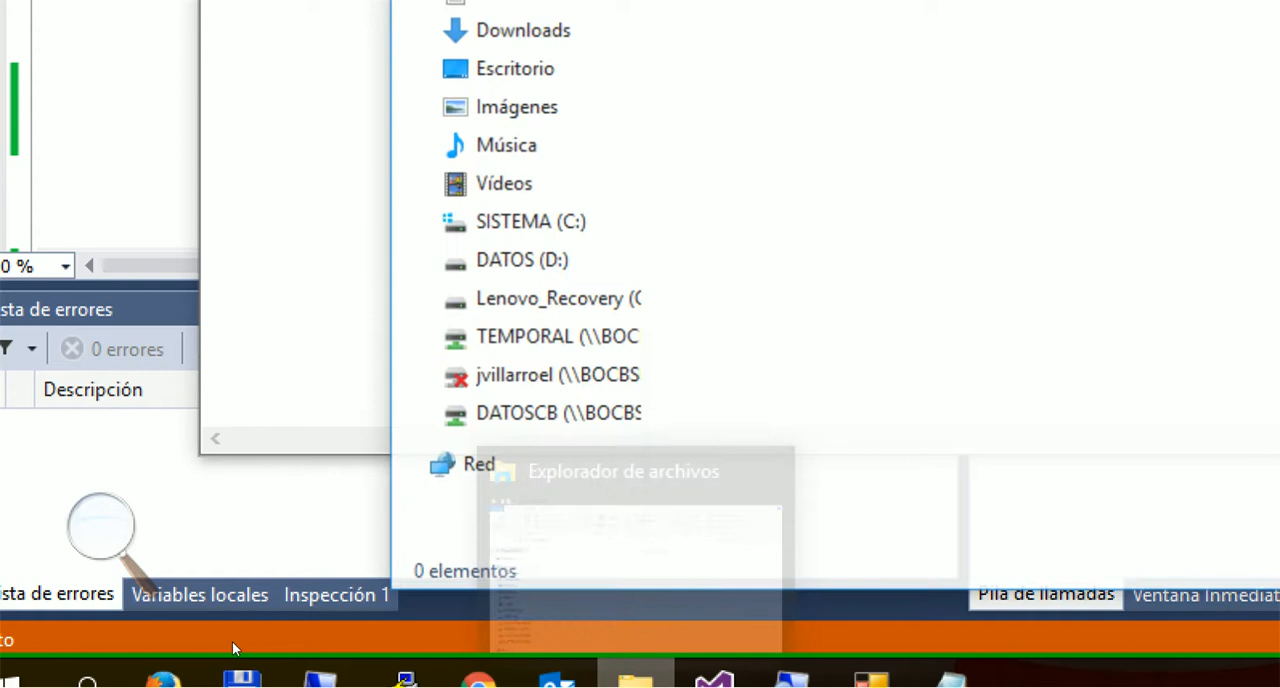 Downloads
Escritorio
Imágenes
Música
Vídeos
SISTEMA (C:)
DATOS (D:)
0 %
Lenovo_Recovery (
sta de errores
TEMPORAL (\\BOC
0 errores
jvillarroel (\\BOCBS
Descripción
DATOSCB (\\BOCBS
Red
Explorador de archivos
0 elementos
ista de errores
Variables locales
Inspección 1
Pila de llamadas
Ventana Inmediat
to